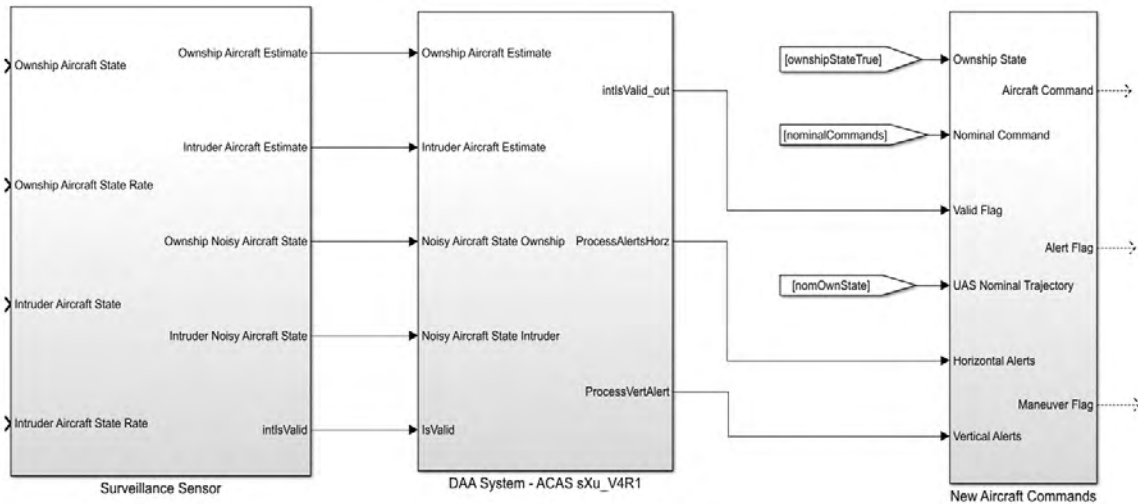 Ownship Aircraft State
Ownship Aircraft State Rate
Intruder Aircraft State
Intruder Aircraft State Rate
Ownship Aircraft Estimate
Intruder Aircraft Estimate
Ownship Noisy Aircraft State
Intruder Noisy Aircraft State
intIsValid
Surveillance Sensor
Ownship Aircraft Estimate
Intruder Aircraft Estimate
Noisy Aircraft State Ownship
Noisy Aircraft State Intruder
IsValid
intIsValid_out
ProcessAlertsHorz
ProcessVertAlert
DAA System - ACAS sXu_V4R1
[ownshipStateTrue]
[nominalCommands]
[nomOwnState]
Ownship State
Nominal Command
Valid Flag
UAS Nominal Trajectory
Horizontal Alerts
Vertical Alerts
Aircraft Command
Alert Flag
Maneuver Flag
New Aircraft Commands